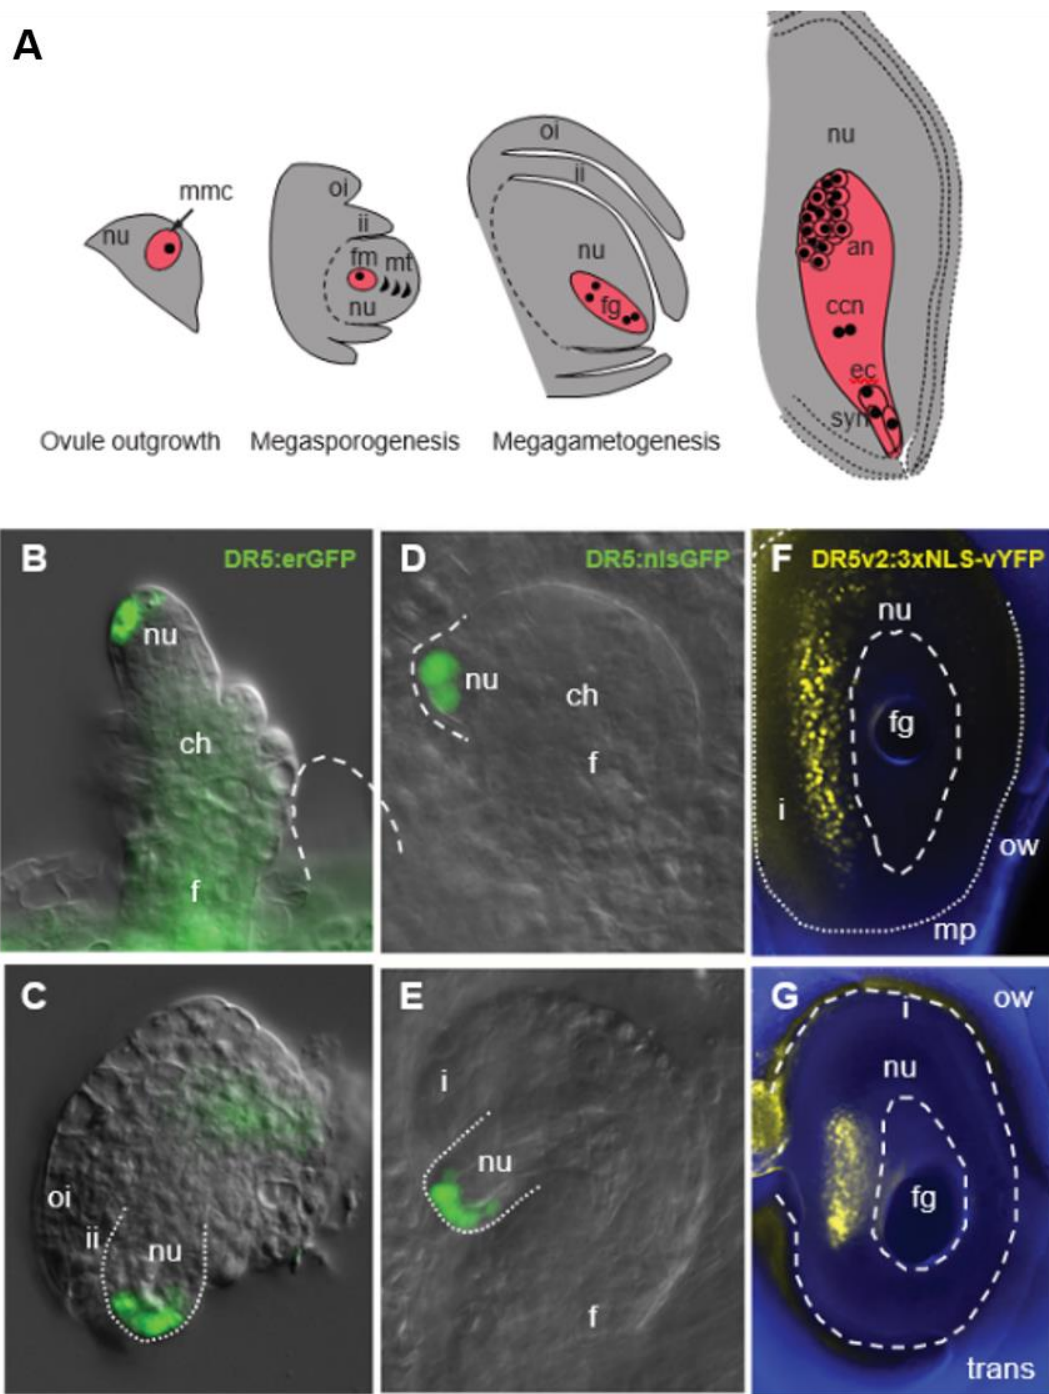 A
mmc
nu
oi
ii
fm
mt
nu
oi
ii
nu
fg
nu
an
ccn
ec
syn
Ovule outgrowth
Megasporogenesis
Megagametogenesis
B
DR5:erGFP
nu
ch
f
D
DR5:nlsGFP
nu
ch
f
F
DR5v2:3xNLS-vYFP
nu
fg
i
ow
mp
C
oi
ii
nu
E
i
nu
f
G
ow
i
nu
fg
trans